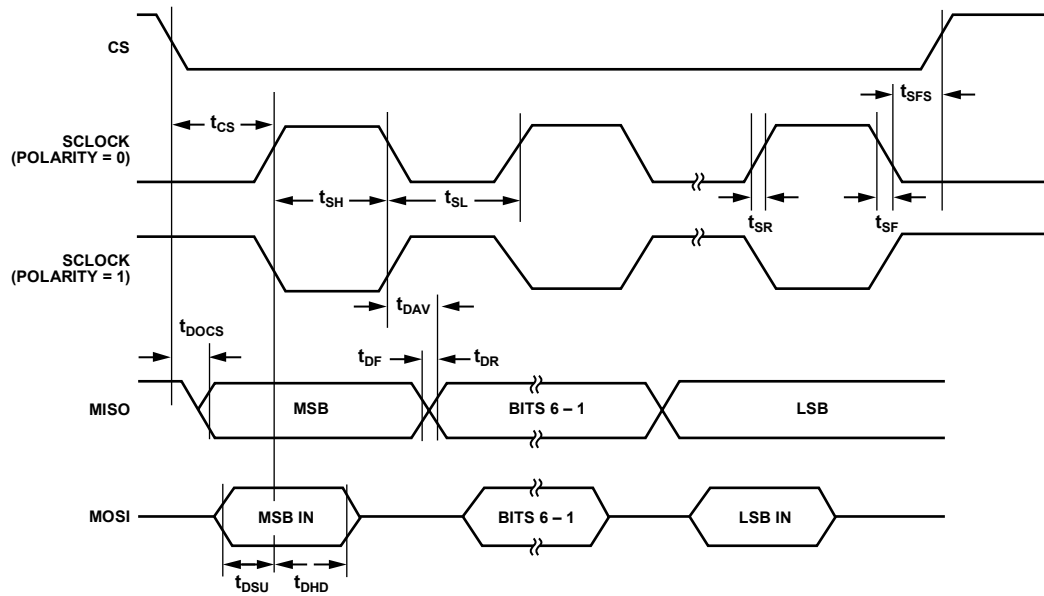 CS
tSFS
tCS
SCLOCK
(POLARITY = 0)
tSH
tSL
tSR
tSF
SCLOCK
(POLARITY = 1)
tDAV
tDOCS
tDF
tDR
MISO
MSB
BITS 6 – 1
LSB
MOSI
MSB IN
BITS 6 – 1
LSB IN
tDSU
tDHD